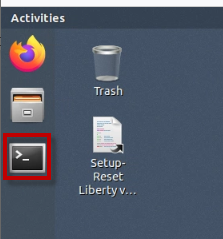 Activities
Trash
Setup-
Reset
Liberty v...
>_